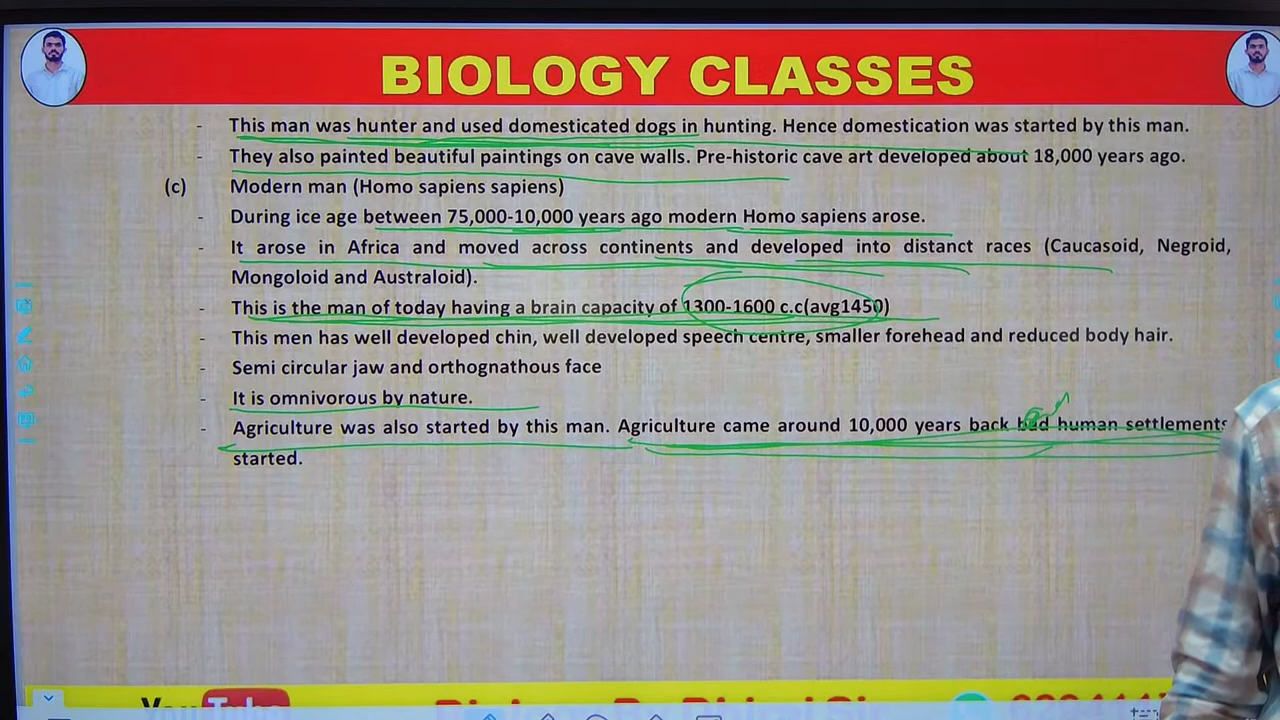 BIOLOGY CLASSES
- This man was hunter and used domesticated dogs in hunting. Hence domestication was started by this man.
- They also painted beautiful paintings on cave walls. Pre-historic cave art developed about 18,000 years ago.
(c) Modern man (Homo sapiens sapiens)
- During ice age between 75,000-10,000 years ago modern Homo sapiens arose.
- It arose in Africa and moved across continents and developed into distanct races (Caucasoid, Negroid,
Mongoloid and Australoid).
- This is the man of today having a brain capacity of 1300-1600 c.c(avg1450)
- This men has well developed chin, well developed speech centre, smaller forehead and reduced body hair.
- Semi circular jaw and orthognathous face
- It is omnivorous by nature.
- Agriculture was also started by this man. Agriculture came around 10,000 years back human settlements
started.